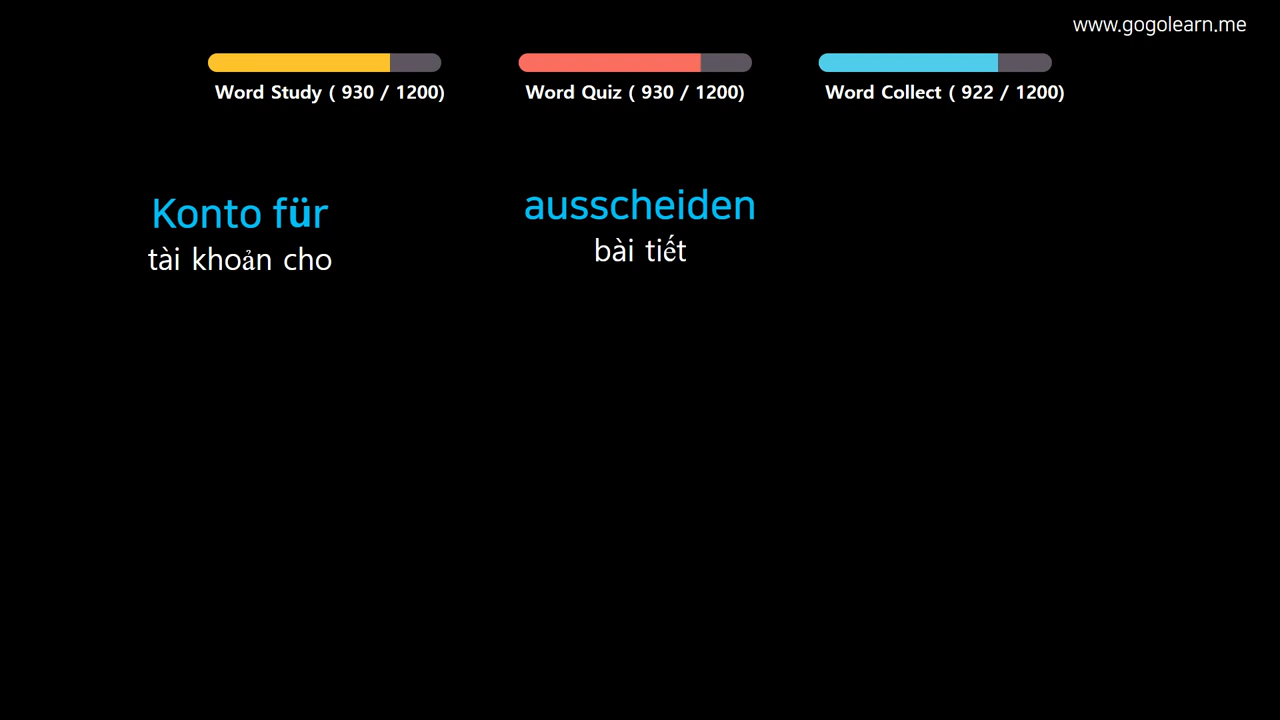 www.gogolearn.me
Word Study ( 930 / 1200)
Word Quiz ( 930 / 1200)
Word Collect ( 922 / 1200)
Konto für
tài khoản cho
ausscheiden
bài tiết